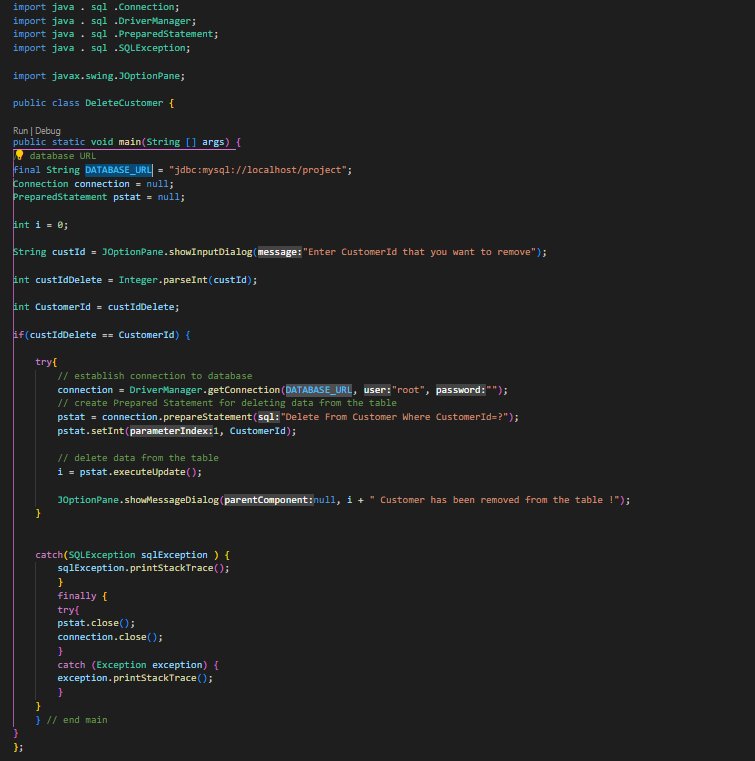 import java . sql .Connection;
import java . sql .DriverManager;
import java . sql .PreparedStatement;
import java . sql .SQLException;
import javax.swing.JOptionPane;
public class DeleteCustomer {
Run | Debug
public static void main(String [] args) {
database URL
final String DATABASE_URL = "jdbc:mysql://localhost/project";
Connection connection = null;
PreparedStatement pstat = null;
int i = 0;
String custId = JOptionPane.showInputDialog(message:"Enter CustomerId that you want to remove");
int custIdDelete = Integer.parseInt(custId);
int CustomerId = custIdDelete;
if(custIdDelete == CustomerId) {
try{
// establish connection to database
connection = DriverManager.getConnection(DATABASE_URL, user:"root", password:"");
// create Prepared Statement for deleting data from the table
pstat = connection.prepareStatement(sql:"Delete From Customer Where CustomerId=?");
pstat.setInt(parameterIndex:1, CustomerId);
// delete data from the table
i = pstat.executeUpdate();
JOptionPane.showMessageDialog(parentComponent:null, i + " Customer has been removed from the table !");
}
catch(SQLException sqlException ) {
sqlException.printStackTrace();
}
finally {
try{
pstat.close();
connection.close();
}
catch (Exception exception) {
exception.printStackTrace();
}
}
} // end main
}
};